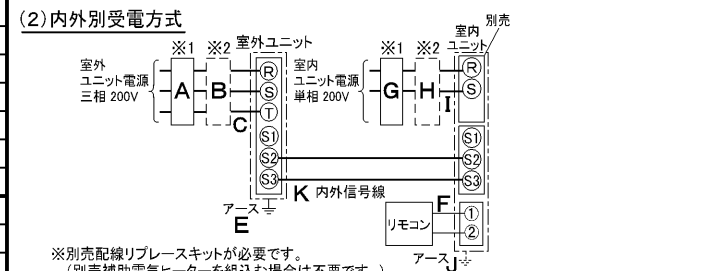 (2)内外別受電方式
※1 ※2 室外ユニット
室外
ユニット電源
三相 200V
A B
C
R
S
T
S1
S2
S3
アース
E
K 内外信号線
※1 ※2
室内
ユニット
別売
室内
ユニット電源
単相 200V
G H
I
R
S
S1
S2
S3
リモコン
F
①
②
アース J
※別売配線リプレースキットが必要です。
(別売補助電気ヒーターを組込む場合は不要です。)